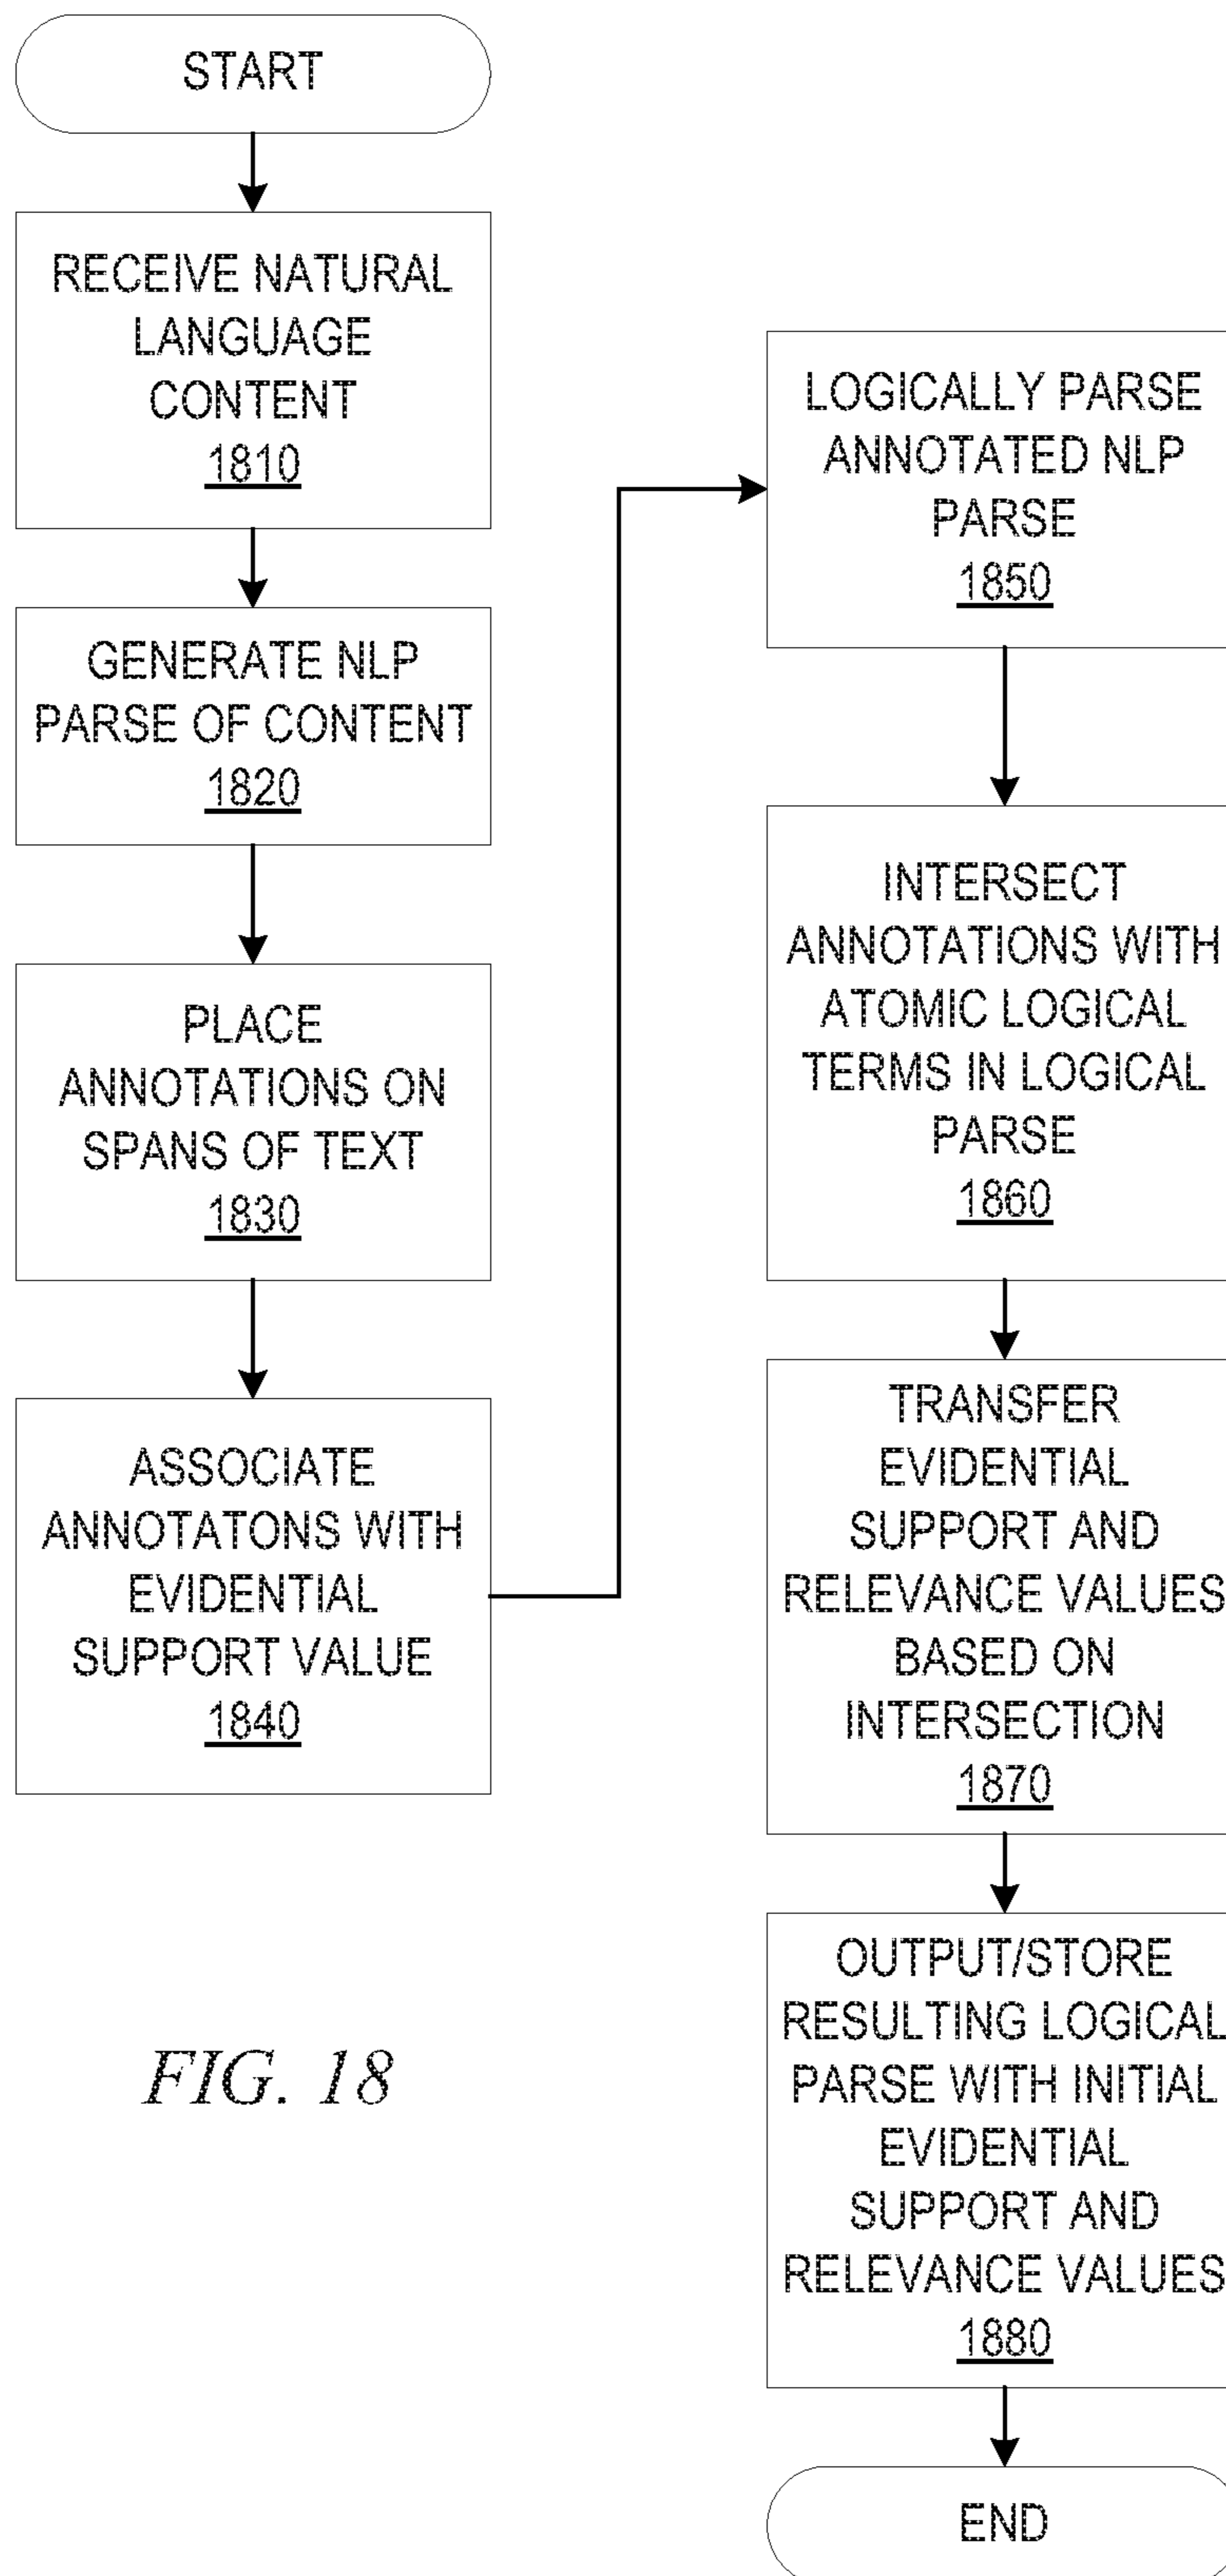 START
RECEIVE NATURAL
LANGUAGE
CONTENT
1810
GENERATE NLP
PARSE OF CONTENT
1820
PLACE
ANNOTATIONS ON
SPANS OF TEXT
1830
ASSOCIATE
ANNOTATONS WITH
EVIDENTIAL
SUPPORT VALUE
1840
LOGICALLY PARSE
ANNOTATED NLP
PARSE
1850
INTERSECT
ANNOTATIONS WITH
ATOMIC LOGICAL
TERMS IN LOGICAL
PARSE
1860
TRANSFER
EVIDENTIAL
SUPPORT AND
RELEVANCE VALUES
BASED ON
INTERSECTION
1870
OUTPUT/STORE
RESULTING LOGICAL
PARSE WITH INITIAL
EVIDENTIAL
SUPPORT AND
RELEVANCE VALUES
1880
END
FIG. 18